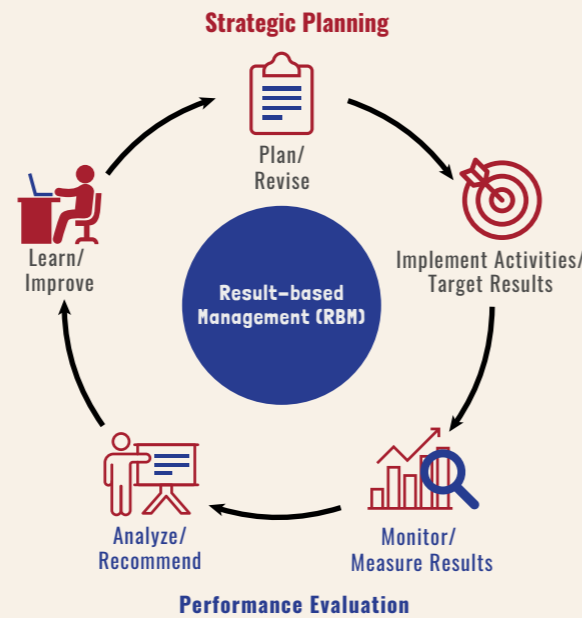 Strategic Planning
Plan/
Revise
Implement Activities/
Target Results
Monitor/
Measure Results
Analyze/
Recommend
Learn/
Improve
Result-based
Management (RBM)
Performance Evaluation